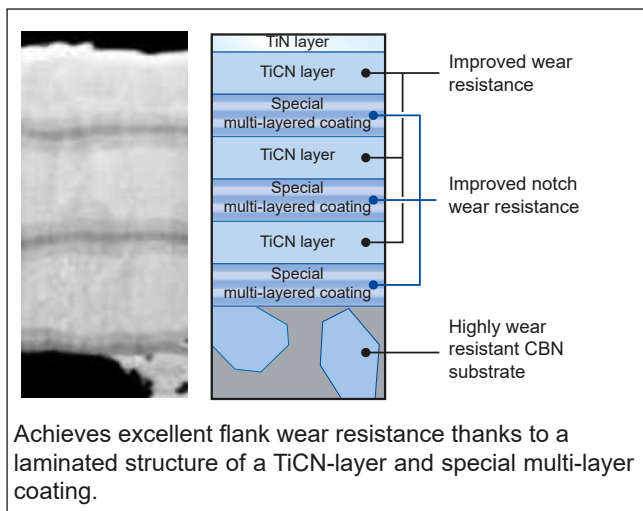 TiN layer
TiCN layer
Special
multi-layered coating
TiCN layer
Special
multi-layered coating
TiCN layer
Special
multi-layered coating
Improved wear
resistance
Improved notch
wear resistance
Highly wear
resistant CBN
substrate
Achieves excellent flank wear resistance thanks to a
laminated structure of a TiCN-layer and special multi-layer
coating.